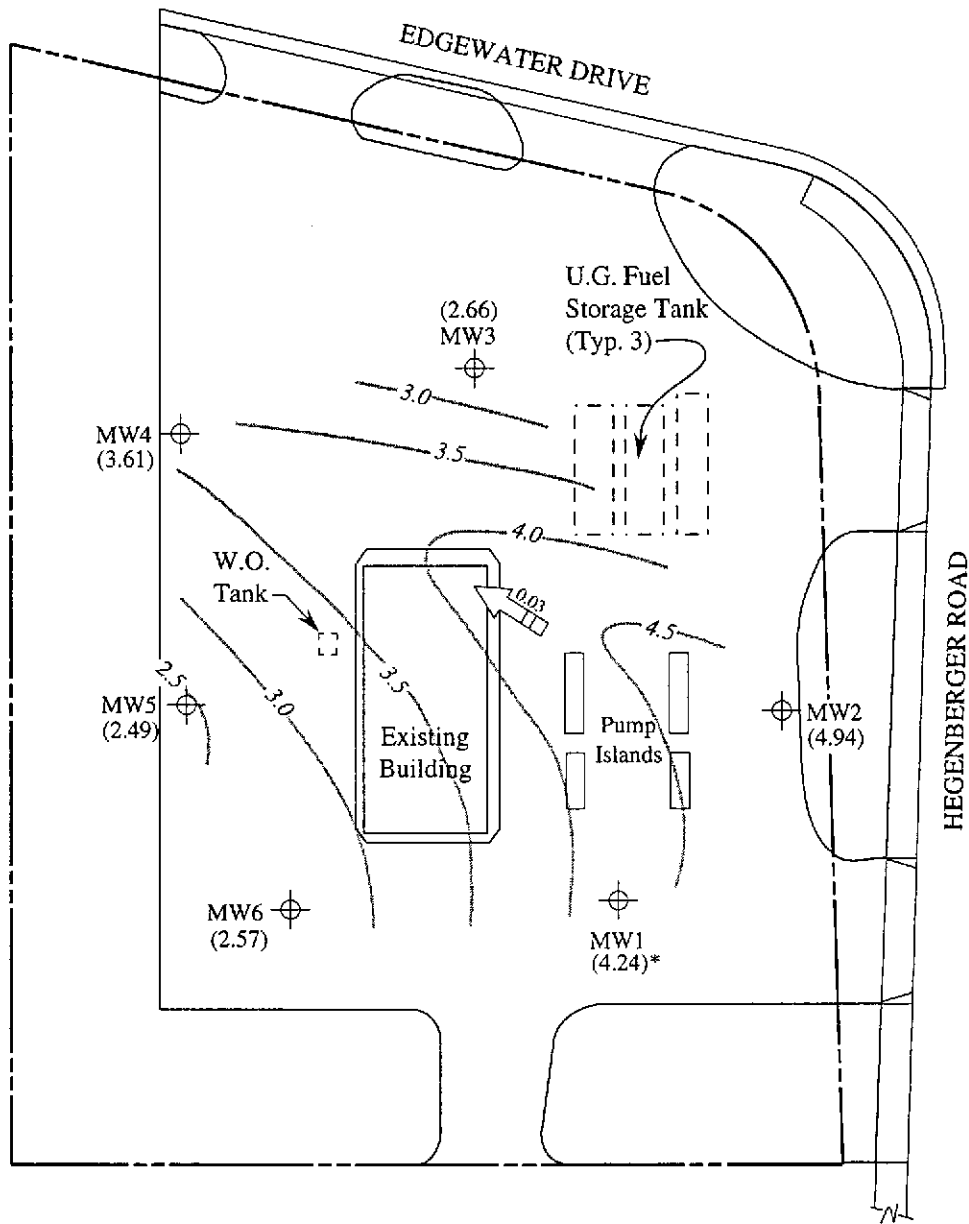 EDGEWATER DRIVE
U.G. Fuel
Storage Tank
(Typ. 3)
(2.66)
MW3
3.0
MW4
(3.61)
3.5
4.0
W.O.
Tank
0.03
4.5
2.5
3.0
3.5
MW5
(2.49)
MW2
(4.94)
Pump
Islands
Existing
Building
HEGENBERGER ROAD
MW6
(2.57)
MW1
(4.24)*